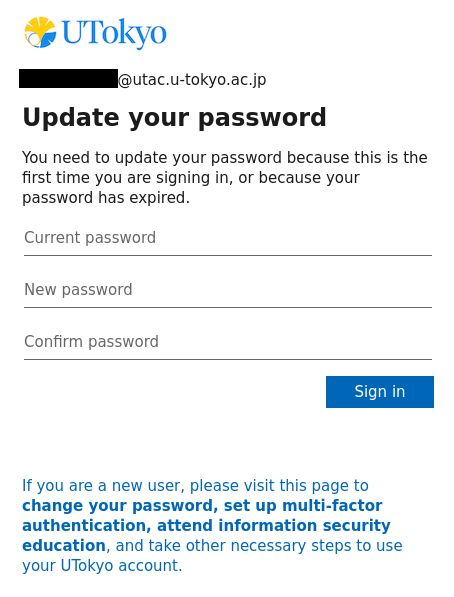 UTokyo
@utac.u-tokyo.ac.jp
Update your password
You need to update your password because this is the
first time you are signing in, or because your
password has expired.
Current password
New password
Confirm password
Sign in
If you are a new user, please visit this page to
change your password, set up multi-factor
authentication, attend information security
education, and take other necessary steps to use
your UTokyo account.